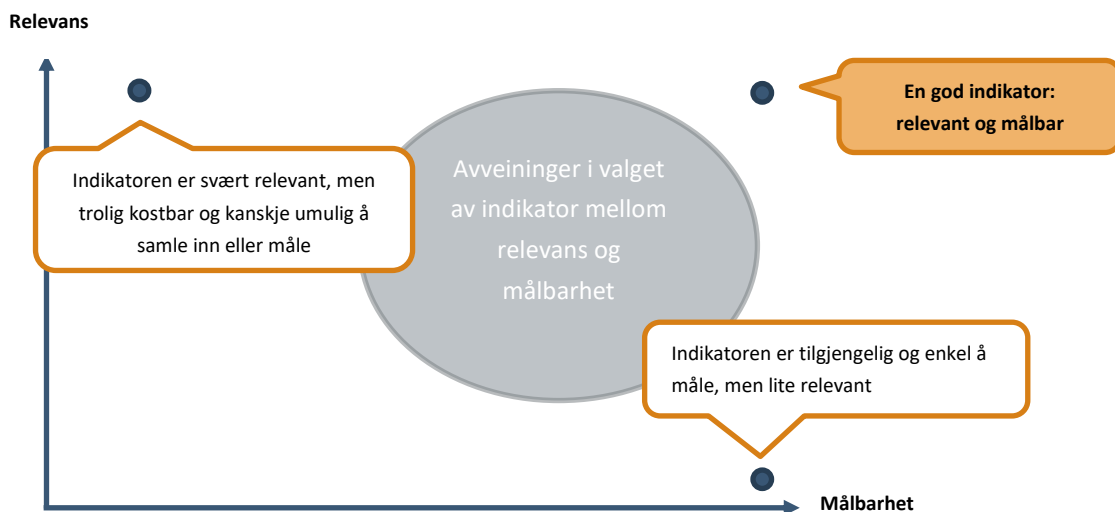 Relevans
En god indikator:
relevant og målbar
Indikatoren er svært relevant, men
trolig kostbar og kanskje umulig å
samle inn eller måle
Avveininger i valget
av indikator mellom
relevans og
målbarhet
Indikatoren er tilgjengelig og enkel å
måle, men lite relevant
Målbarhet